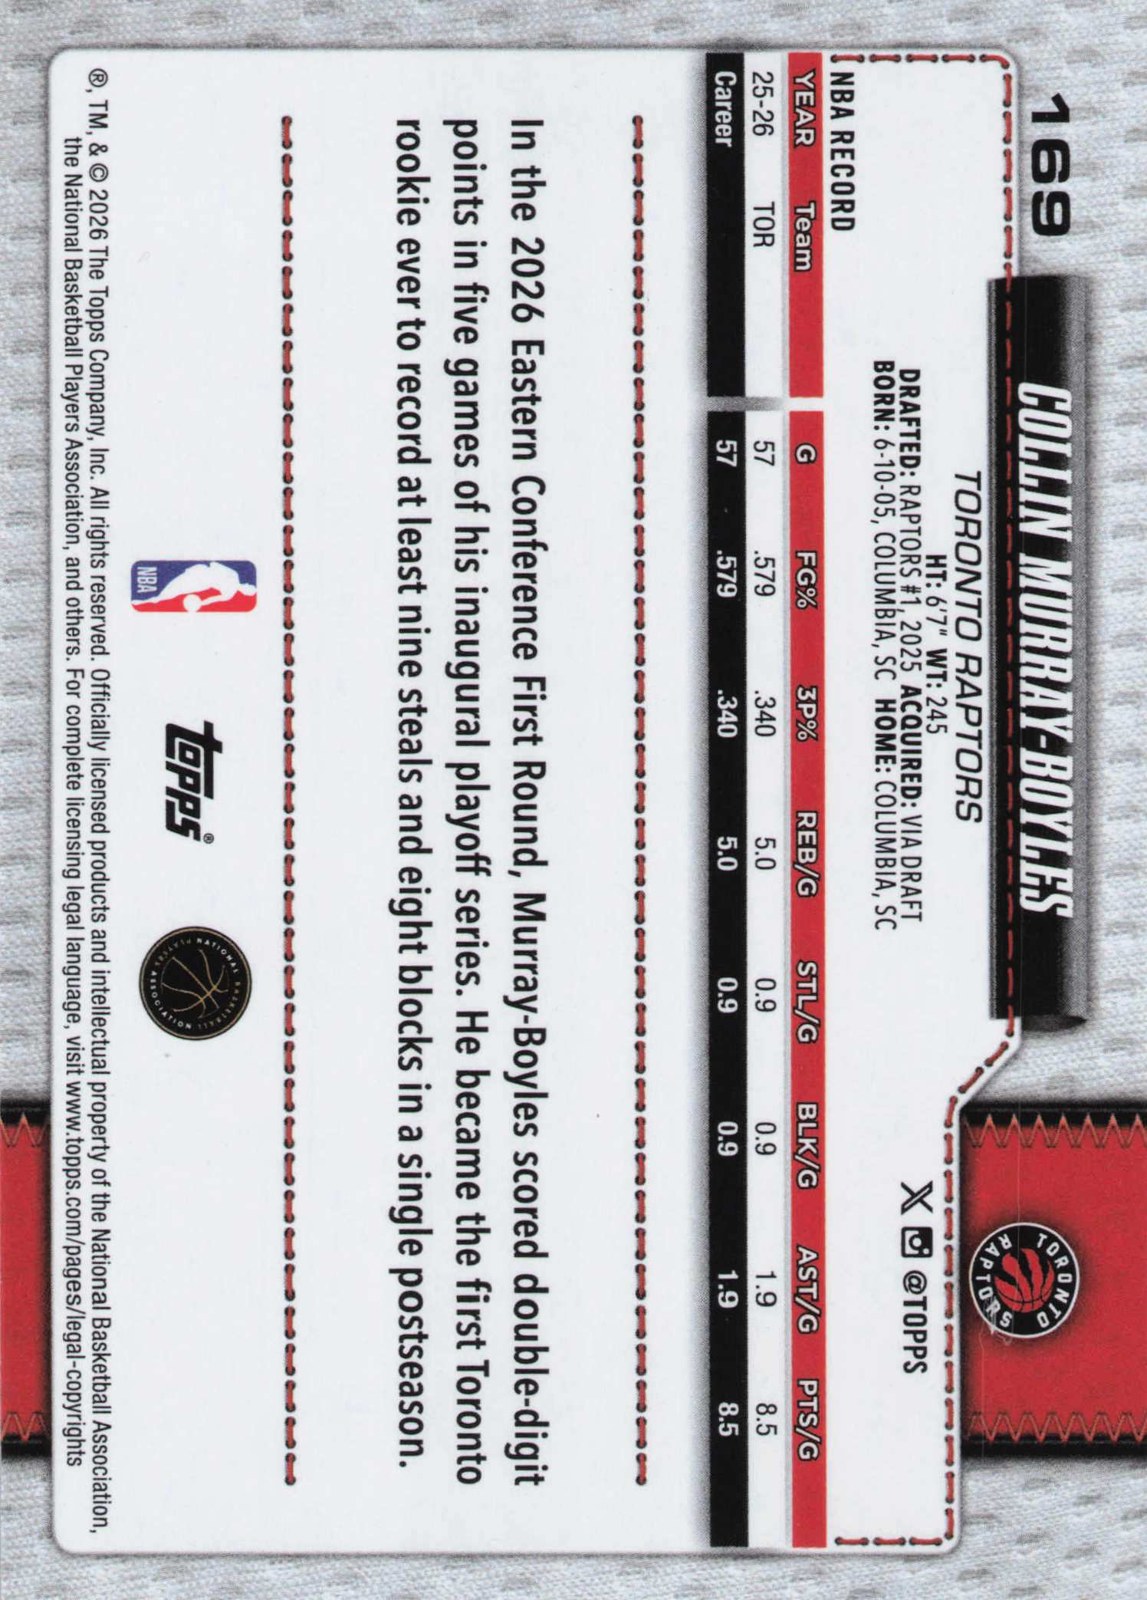 169
COLLIN MURRAY-BOYLES
TORONTO RAPTORS
HT: 6'7" WT: 245
DRAFTED: RAPTORS #1, 2025 ACQUIRED: VIA DRAFT
BORN: 6-10-05, COLUMBIA, SC HOME: COLUMBIA, SC
TORONTO RAPTORS
@TOPPS
NBA RECORD
YEAR Team G FG% 3P% REB/G STL/G BLK/G AST/G PTS/G
25-26 TOR 57 .579 .340 5.0 0.9 0.9 1.9 8.5
Career 57 .579 .340 5.0 0.9 0.9 1.9 8.5
In the 2026 Eastern Conference First Round, Murray-Boyles scored double-digit
points in five games of his inaugural playoff series. He became the first Toronto
rookie ever to record at least nine steals and eight blocks in a single postseason.
NBA
topps®
NATIONAL BASKETBALL PLAYERS ASSOCIATION
®, TM, & © 2026 The Topps Company, Inc. All rights reserved. Officially licensed products and intellectual property of the National Basketball Association,
the National Basketball Players Association, and others. For complete licensing legal language, visit www.topps.com/pages/legal-copyrights